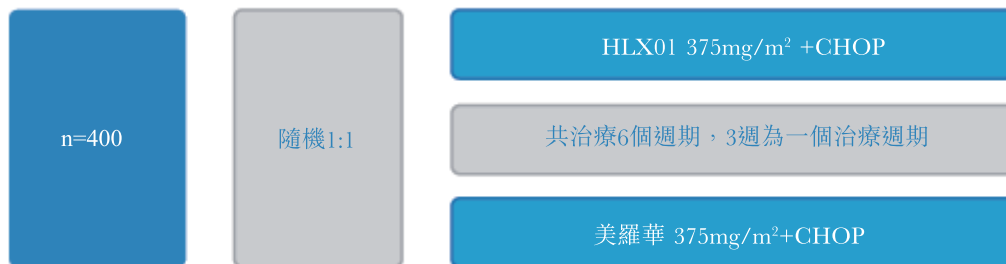 n=400
隨機1:1
HLX01 375mg/m² +CHOP
共治療6個週期，3週為一個治療週期
美羅華 375mg/m²+CHOP